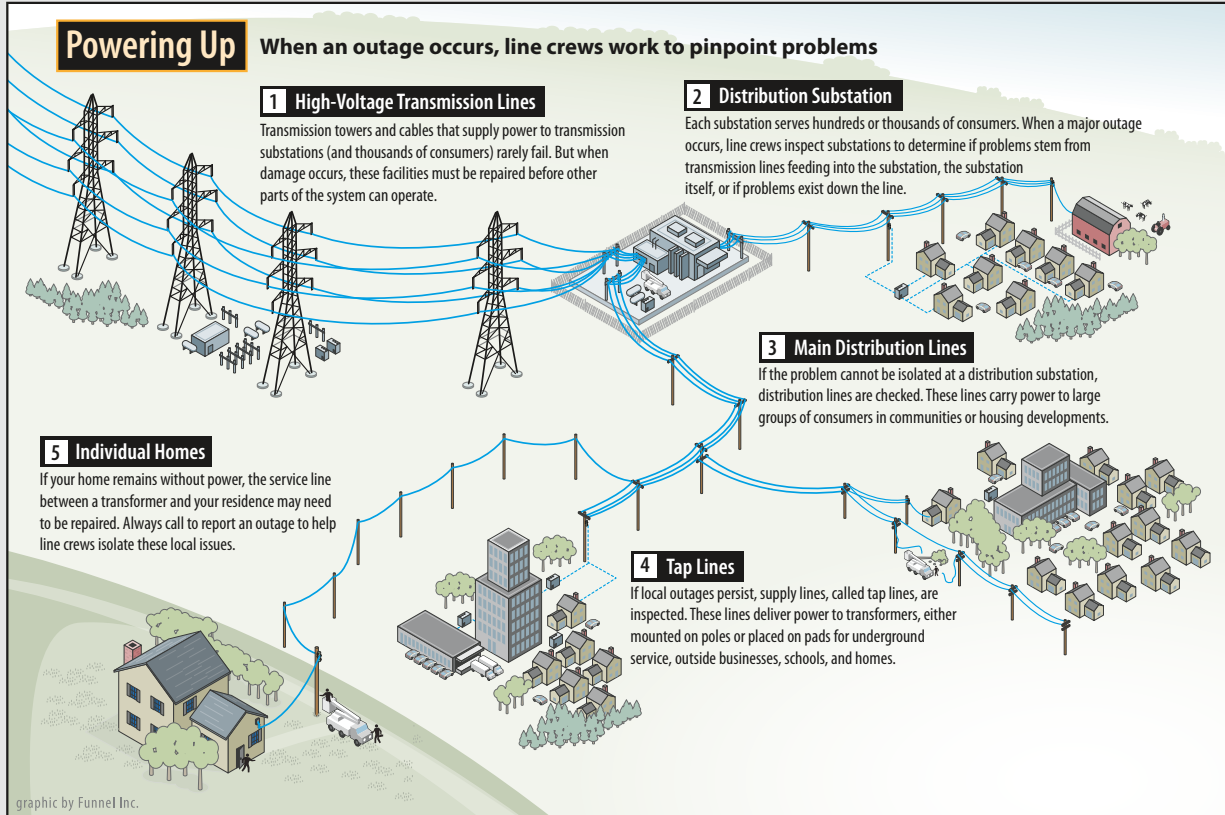 Powering Up
When an outage occurs, line crews work to pinpoint problems
1 High-Voltage Transmission Lines
Transmission towers and cables that supply power to transmission
substations (and thousands of consumers) rarely fail. But when
damage occurs, these facilities must be repaired before other
parts of the system can operate.
2 Distribution Substation
Each substation serves hundreds or thousands of consumers. When a major outage
occurs, line crews inspect substations to determine if problems stem from
transmission lines feeding into the substation, the substation
itself, or if problems exist down the line.
3 Main Distribution Lines
If the problem cannot be isolated at a distribution substation,
distribution lines are checked. These lines carry power to large
groups of consumers in communities or housing developments.
4 Tap Lines
If local outages persist, supply lines, called tap lines, are
inspected. These lines deliver power to transformers, either
mounted on poles or placed on pads for underground
service, outside businesses, schools, and homes.
5 Individual Homes
If your home remains without power, the service line
between a transformer and your residence may need
to be repaired. Always call to report an outage to help
line crews isolate these local issues.
graphic by Funnel Inc.